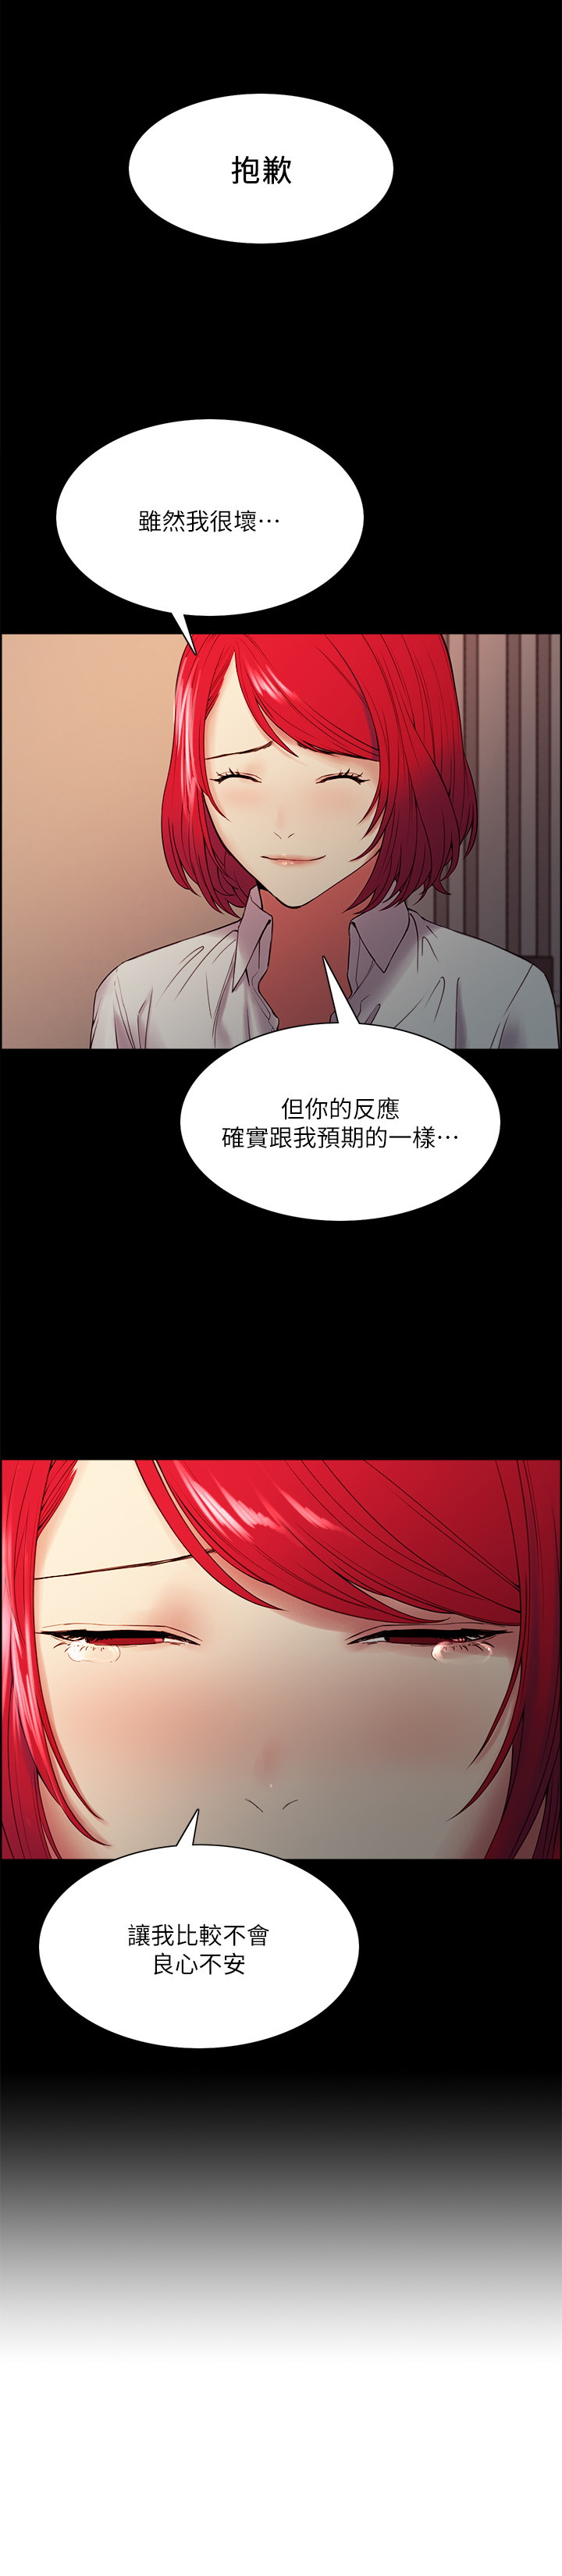 抱歉
雖然我很壞…
但你的反應
確實跟我預期的一樣…
讓我比較不會
良心不安